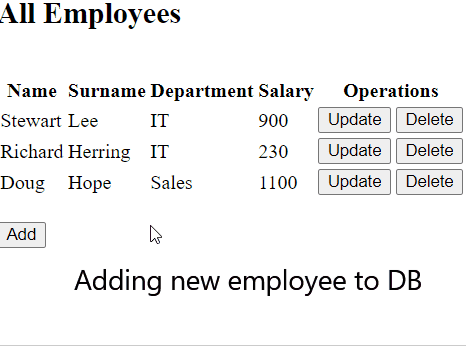 All Employees
Name Surname Department Salary Operations
Stewart Lee IT 900 Update Delete
Richard Herring IT 230 Update Delete
Doug Hope Sales 1100 Update Delete
Add
Adding new employee to DB